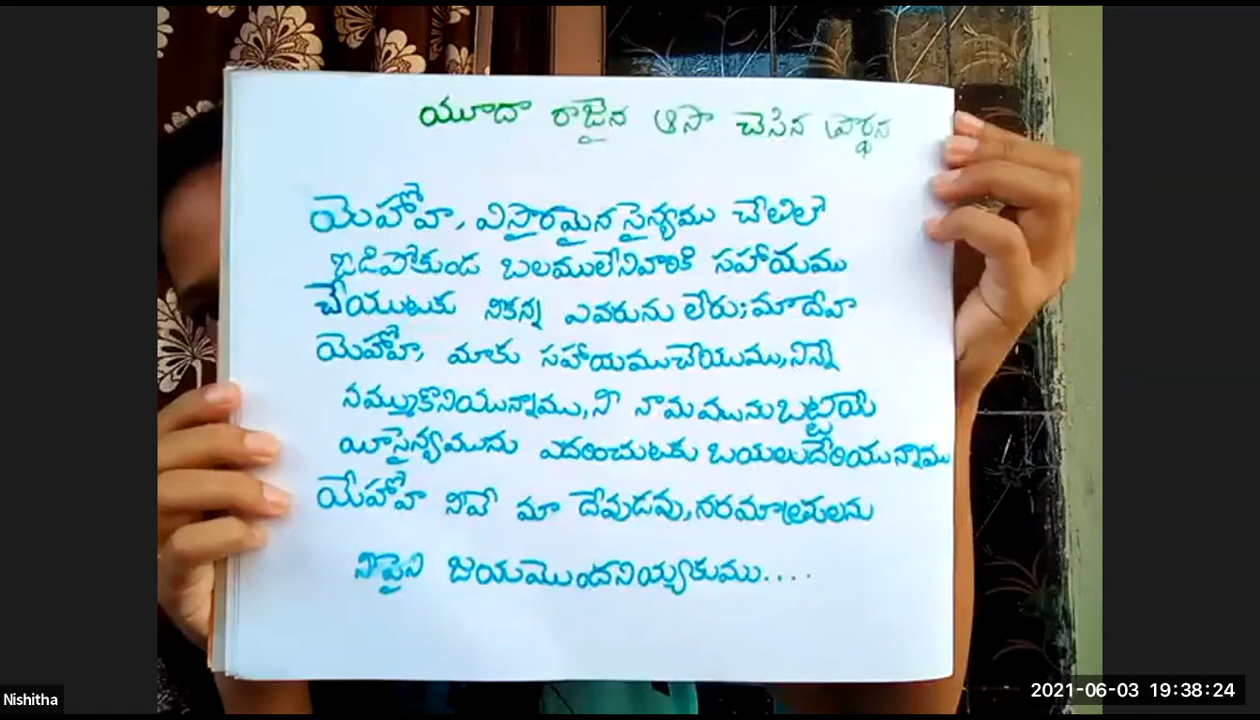 యూదా రాజైన ఆసా చేసిన ప్రార్థన
యెహోవా, విస్తారమైన సైన్యము చేతిలో
ఓడిపోకుండ బలములేనివారికి సహాయము
చేయుటకు నీకన్న ఎవరును లేరు; మా దేవా
యెహోవా, మాకు సహాయముచేయుము, నిన్నే
నమ్ముకొనియున్నాము, నీ నామమునుబట్టియే
యీసైన్యమును ఎదిరించుటకు బయలుదేరియున్నాము
యేహోవా నీవే మా దేవుడవు, నరమాత్రులను
నీపైని జయమొందనియ్యకుము....
Nishitha
2021-06-03 19:38:24